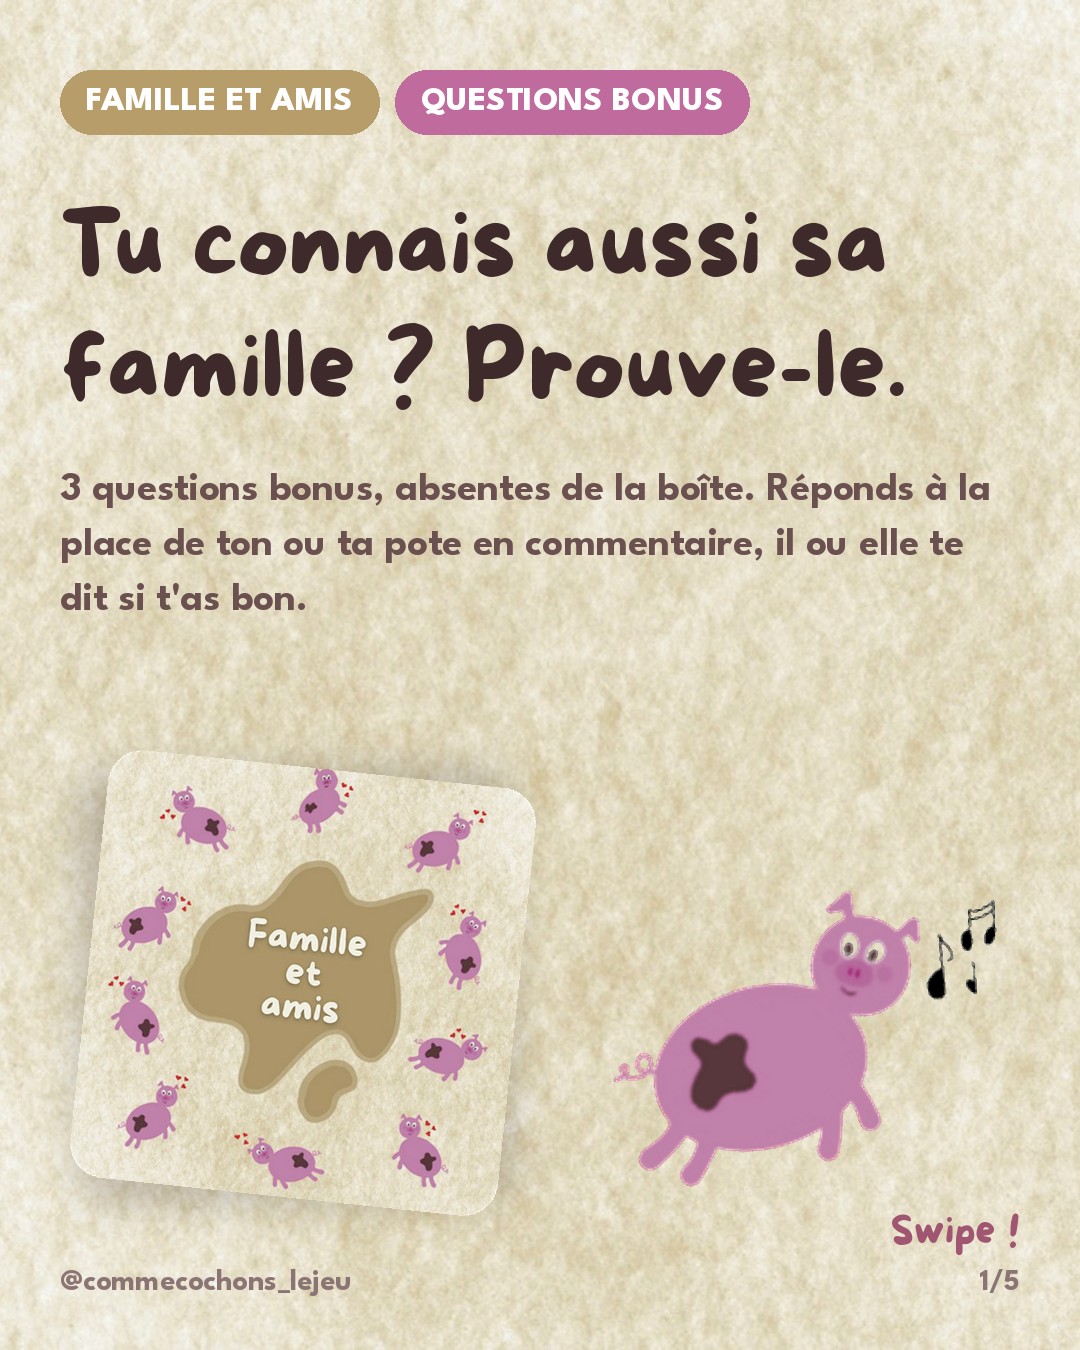 FAMILLE ET AMIS
QUESTIONS BONUS
Tu connais aussi sa
famille ? Prouve-le.
3 questions bonus, absentes de la boîte. Réponds à la
place de ton ou ta pote en commentaire, il ou elle te
dit si t'as bon.
Famille
et
amis
Swipe !
@commecochons_lejeu
1/5